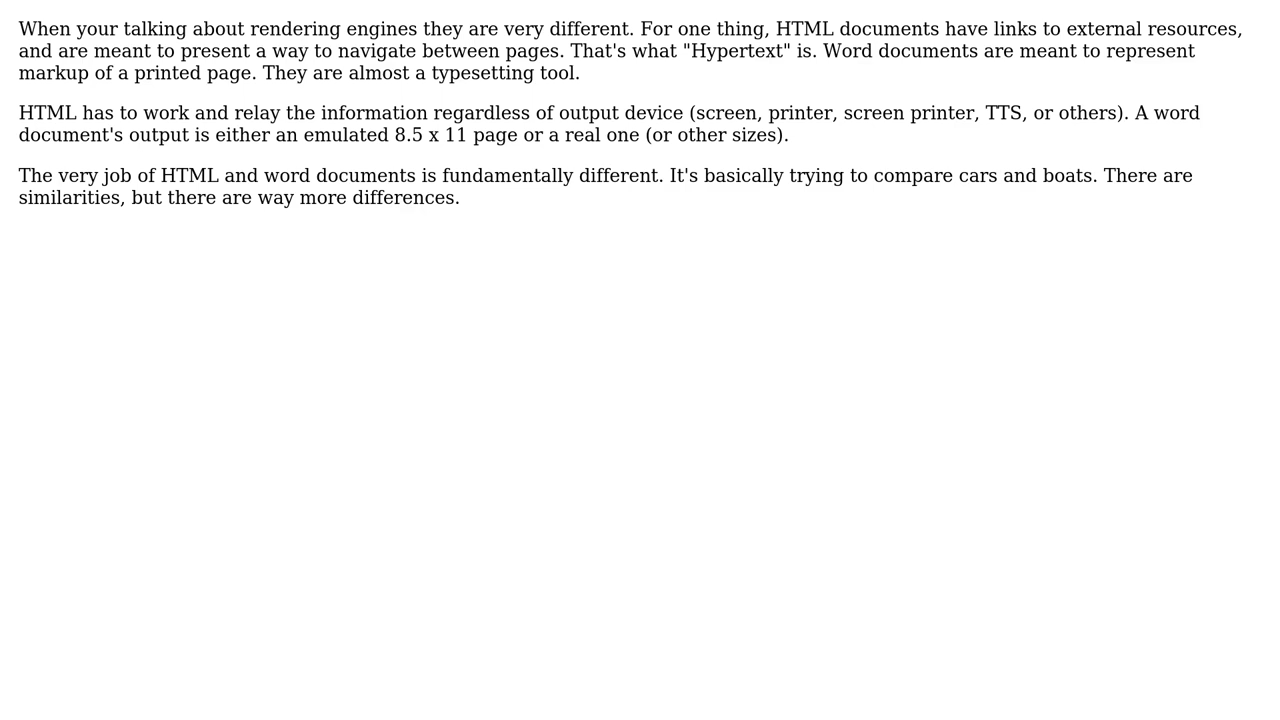 When your talking about rendering engines they are very different. For one thing, HTML documents have links to external resources,
and are meant to present a way to navigate between pages. That's what "Hypertext" is. Word documents are meant to represent
markup of a printed page. They are almost a typesetting tool.
HTML has to work and relay the information regardless of output device (screen, printer, screen printer, TTS, or others). A word
document's output is either an emulated 8.5 x 11 page or a real one (or other sizes).
The very job of HTML and word documents is fundamentally different. It's basically trying to compare cars and boats. There are
similarities, but there are way more differences.